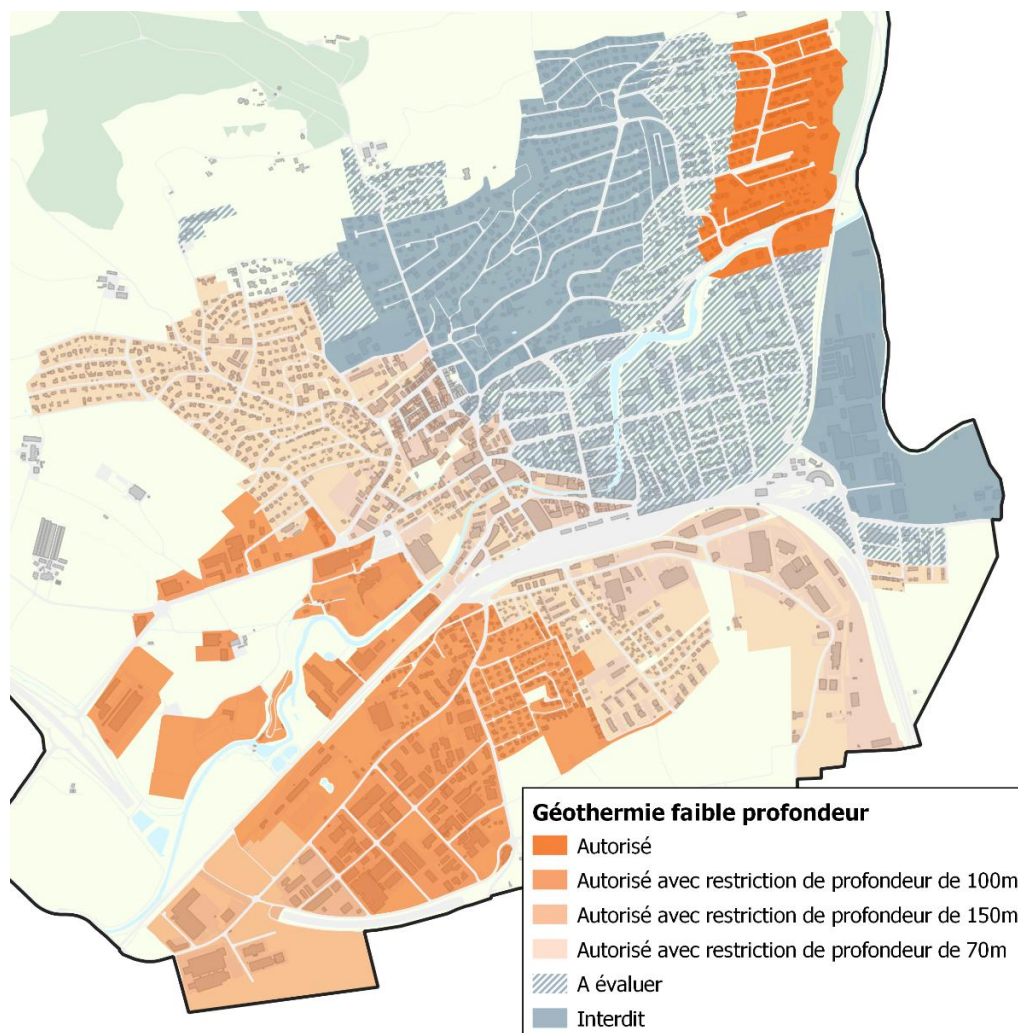 Géothermie faible profondeur
Autorisé
Autorisé avec restriction de profondeur de 100m
Autorisé avec restriction de profondeur de 150m
Autorisé avec restriction de profondeur de 70m
A évaluer
Interdit